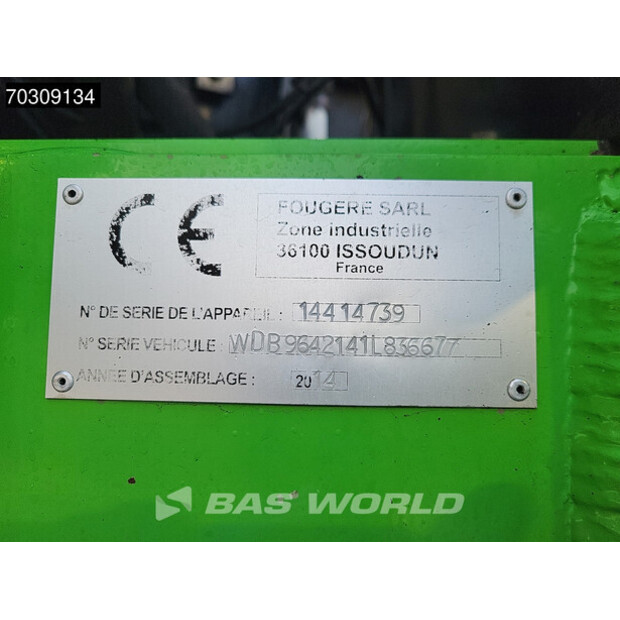 70309134
CE
FOUGERE SARL
Zone industrielle
36100 ISSOUDUN
France
N° DE SERIE DE L'APPAREIL : 14414739
N° SERIE VEHICULE : WDB9642141L836677
ANNEE D'ASSEMBLAGE : 2014
BAS WORLD